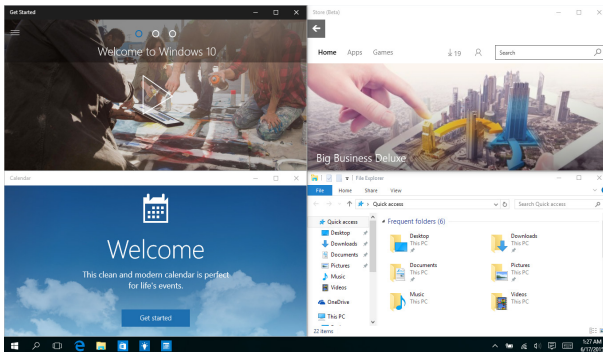 Get Started
Welcome to Windows 10
Store (Beta)
Home Apps Games
19
Search
Big Business Deluxe
Calendar
Welcome
This clean and modern calendar is perfect
for life's events.
Get started
File Explorer
File Home Share View
Quick access
Search Quick access
Quick access
Desktop
Downloads
Documents
Pictures
Music
Videos
OneDrive
This PC
22 items
Frequent folders (6)
Desktop
This PC
Downloads
This PC
Documents
This PC
Pictures
This PC
Music
This PC
Videos
This PC
1:27 AM